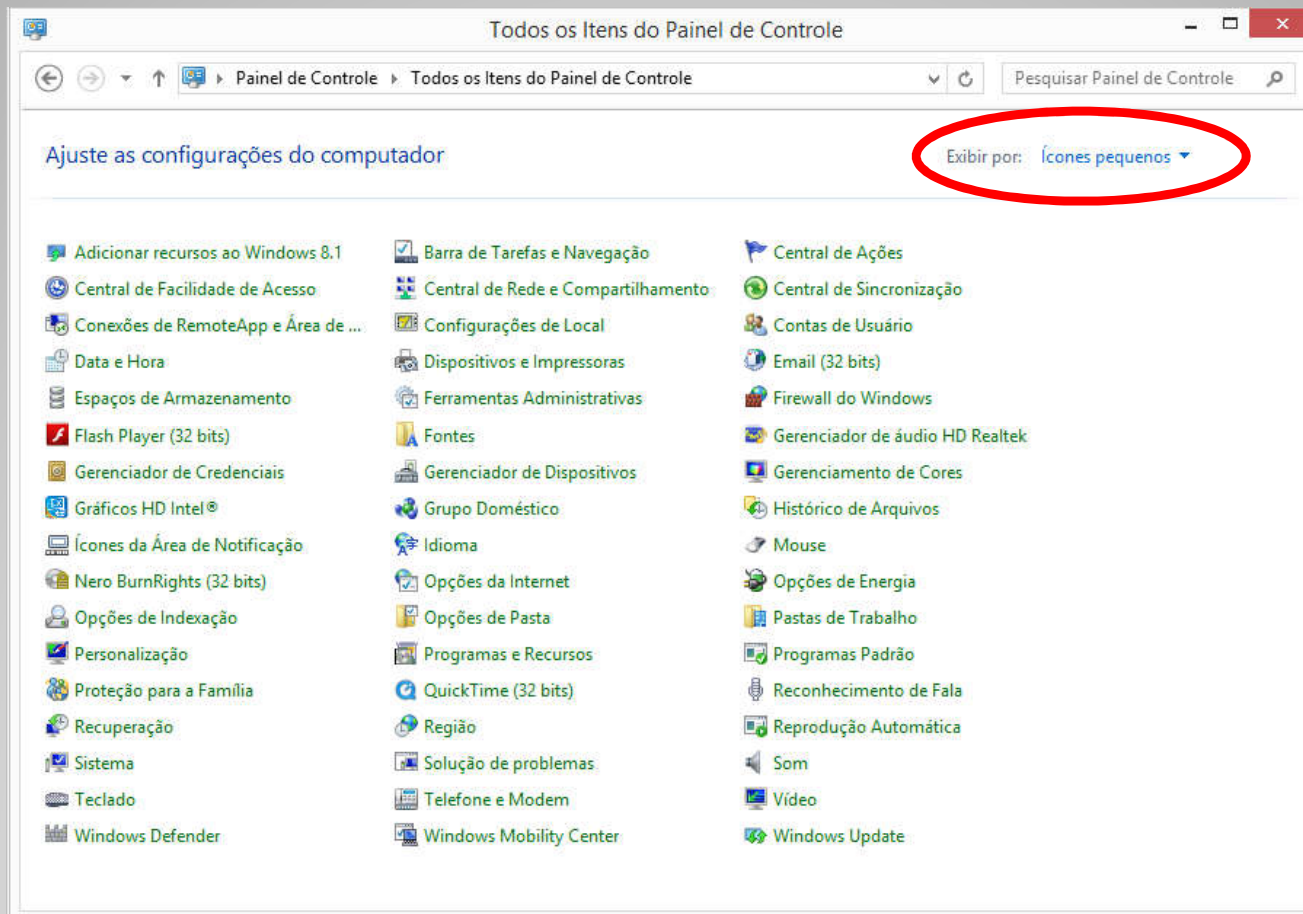 Todos os Itens do Painel de Controle
Painel de Controle Todos os Itens do Painel de Controle Pesquisar Painel de Controle
Ajuste as configurações do computador Exibir por: Ícones pequenos
Adicionar recursos ao Windows 8.1 Barra de Tarefas e Navegação Central de Ações
Central de Facilidade de Acesso Central de Rede e Compartilhamento Central de Sincronização
Conexões de RemoteApp e Área de ... Configurações de Local Contas de Usuário
Data e Hora Dispositivos e Impressoras Email (32 bits)
Espaços de Armazenamento Ferramentas Administrativas Firewall do Windows
Flash Player (32 bits) Fontes Gerenciador de áudio HD Realtek
Gerenciador de Credenciais Gerenciador de Dispositivos Gerenciamento de Cores
Gráficos HD Intel® Grupo Doméstico Histórico de Arquivos
Ícones da Área de Notificação Idioma Mouse
Nero BurnRights (32 bits) Opções da Internet Opções de Energia
Opções de Indexação Opções de Pasta Pastas de Trabalho
Personalização Programas e Recursos Programas Padrão
Proteção para a Família QuickTime (32 bits) Reconhecimento de Fala
Recuperação Região Reprodução Automática
Sistema Solução de problemas Som
Teclado Telefone e Modem Vídeo
Windows Defender Windows Mobility Center Windows Update